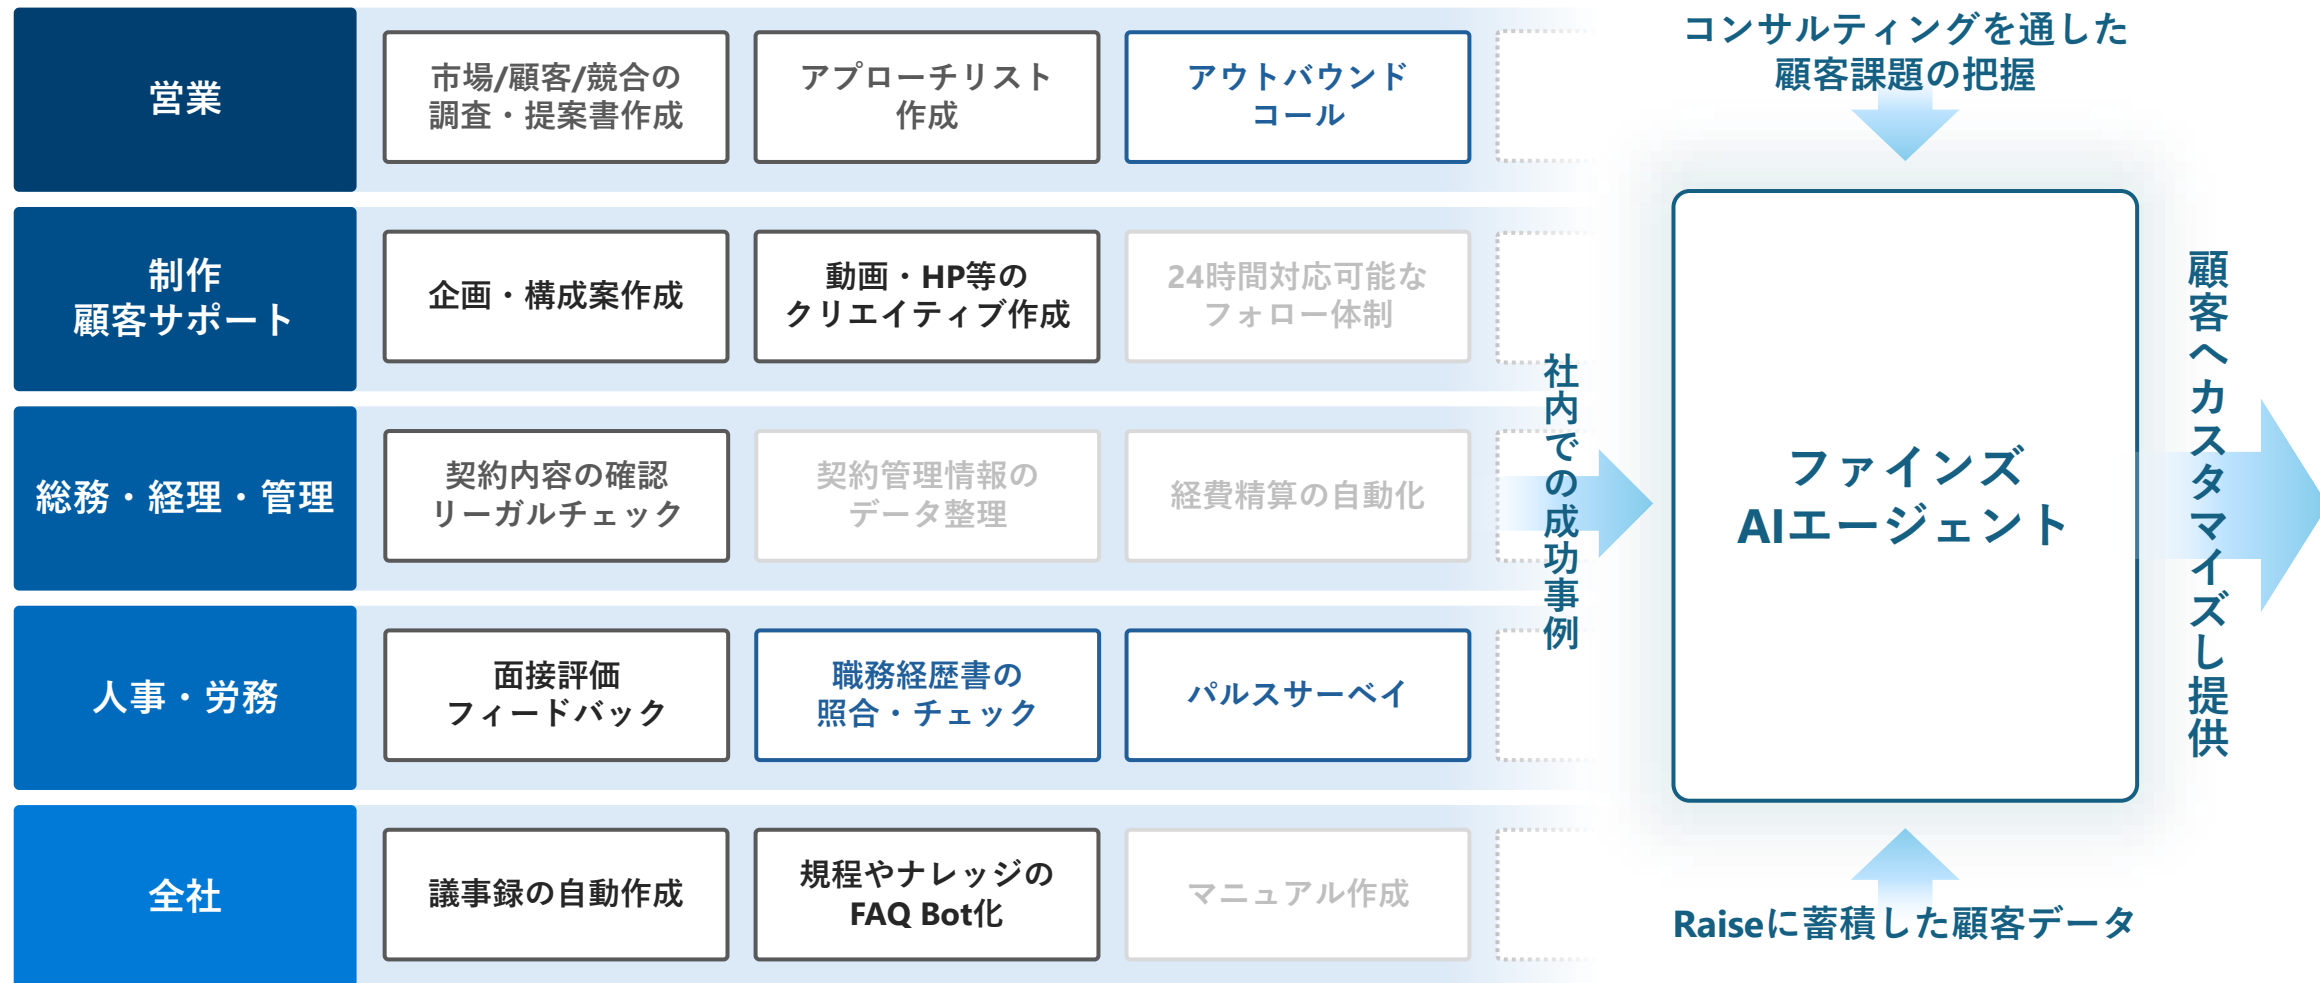 営業
市場/顧客/競合の
調査・提案書作成
アプローチリスト
作成
アウトバウンド
コール
制作
顧客サポート
企画・構成案作成
動画・HP等の
クリエイティブ作成
24時間対応可能な
フォロー体制
総務・経理・管理
契約内容の確認
リーガルチェック
契約管理情報の
データ整理
経費精算の自動化
人事・労務
面接評価
フィードバック
職務経歴書の
照合・チェック
パルスサーベイ
全社
議事録の自動作成
規程やナレッジの
FAQ Bot化
マニュアル作成
社内での成功事例
コンサルティングを通した
顧客課題の把握
ファインズ
AIエージェント
Raiseに蓄積した顧客データ
顧客へカスタマイズし提供